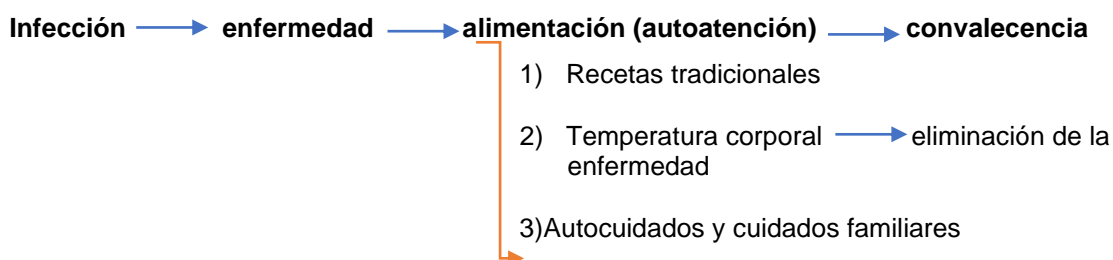 Infección enfermedad alimentación (autoatención) convalecencia
1) Recetas tradicionales
2) Temperatura corporal eliminación de la
enfermedad
3)Autocuidados y cuidados familiares